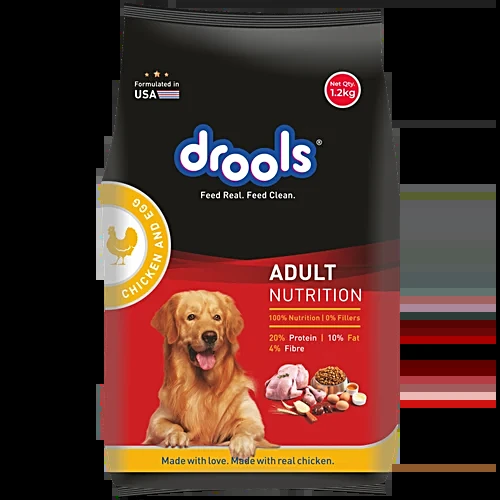 Formulated in
USA
Net Qty.
1.2kg
drools®
Feed Real. Feed Clean.
CHICKEN AND EGG
ADULT
NUTRITION
100% Nutrition | 0% Fillers
20% Protein | 10% Fat
4% Fibre
Made with love. Made with real chicken.